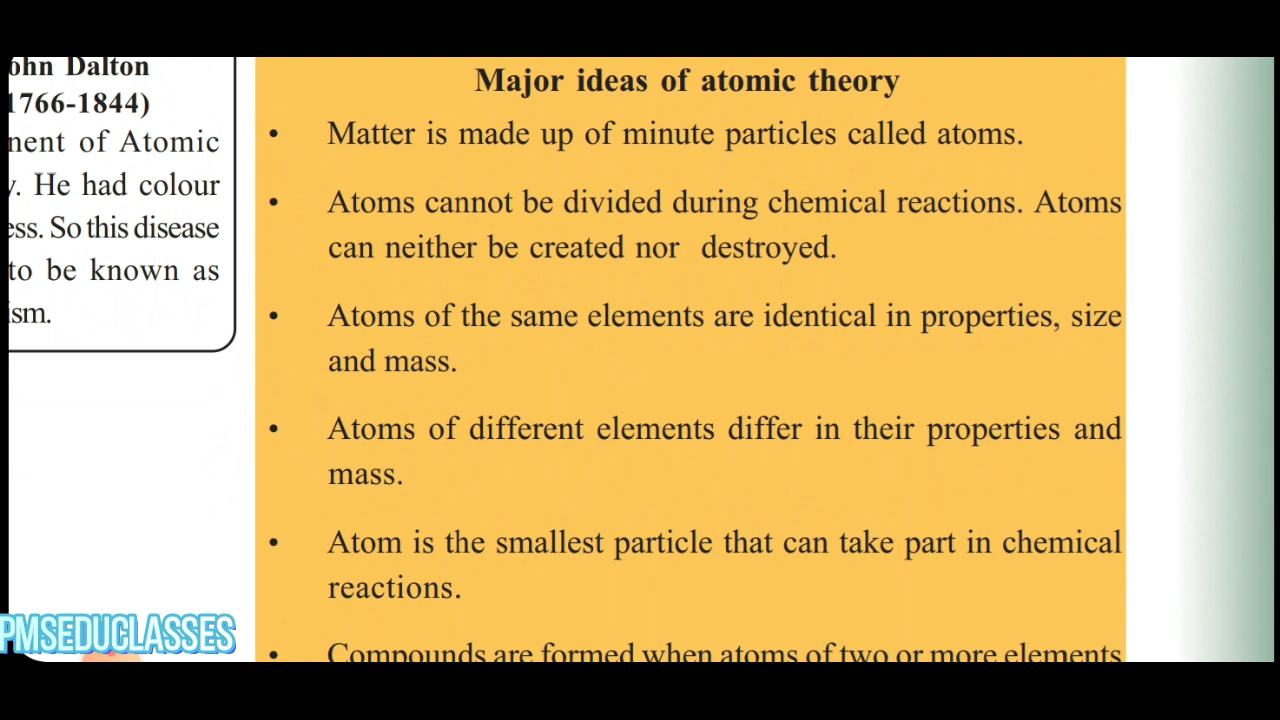 John Dalton
(1766-1844)
of Atomic
He had colour
So this disease
to be known as
Major ideas of atomic theory
• Matter is made up of minute particles called atoms.
• Atoms cannot be divided during chemical reactions. Atoms
can neither be created nor destroyed.
• Atoms of the same elements are identical in properties, size
and mass.
• Atoms of different elements differ in their properties and
mass.
• Atom is the smallest particle that can take part in chemical
reactions.
• Compounds are formed when atoms of two or more elements
PMSEDUCLASSES